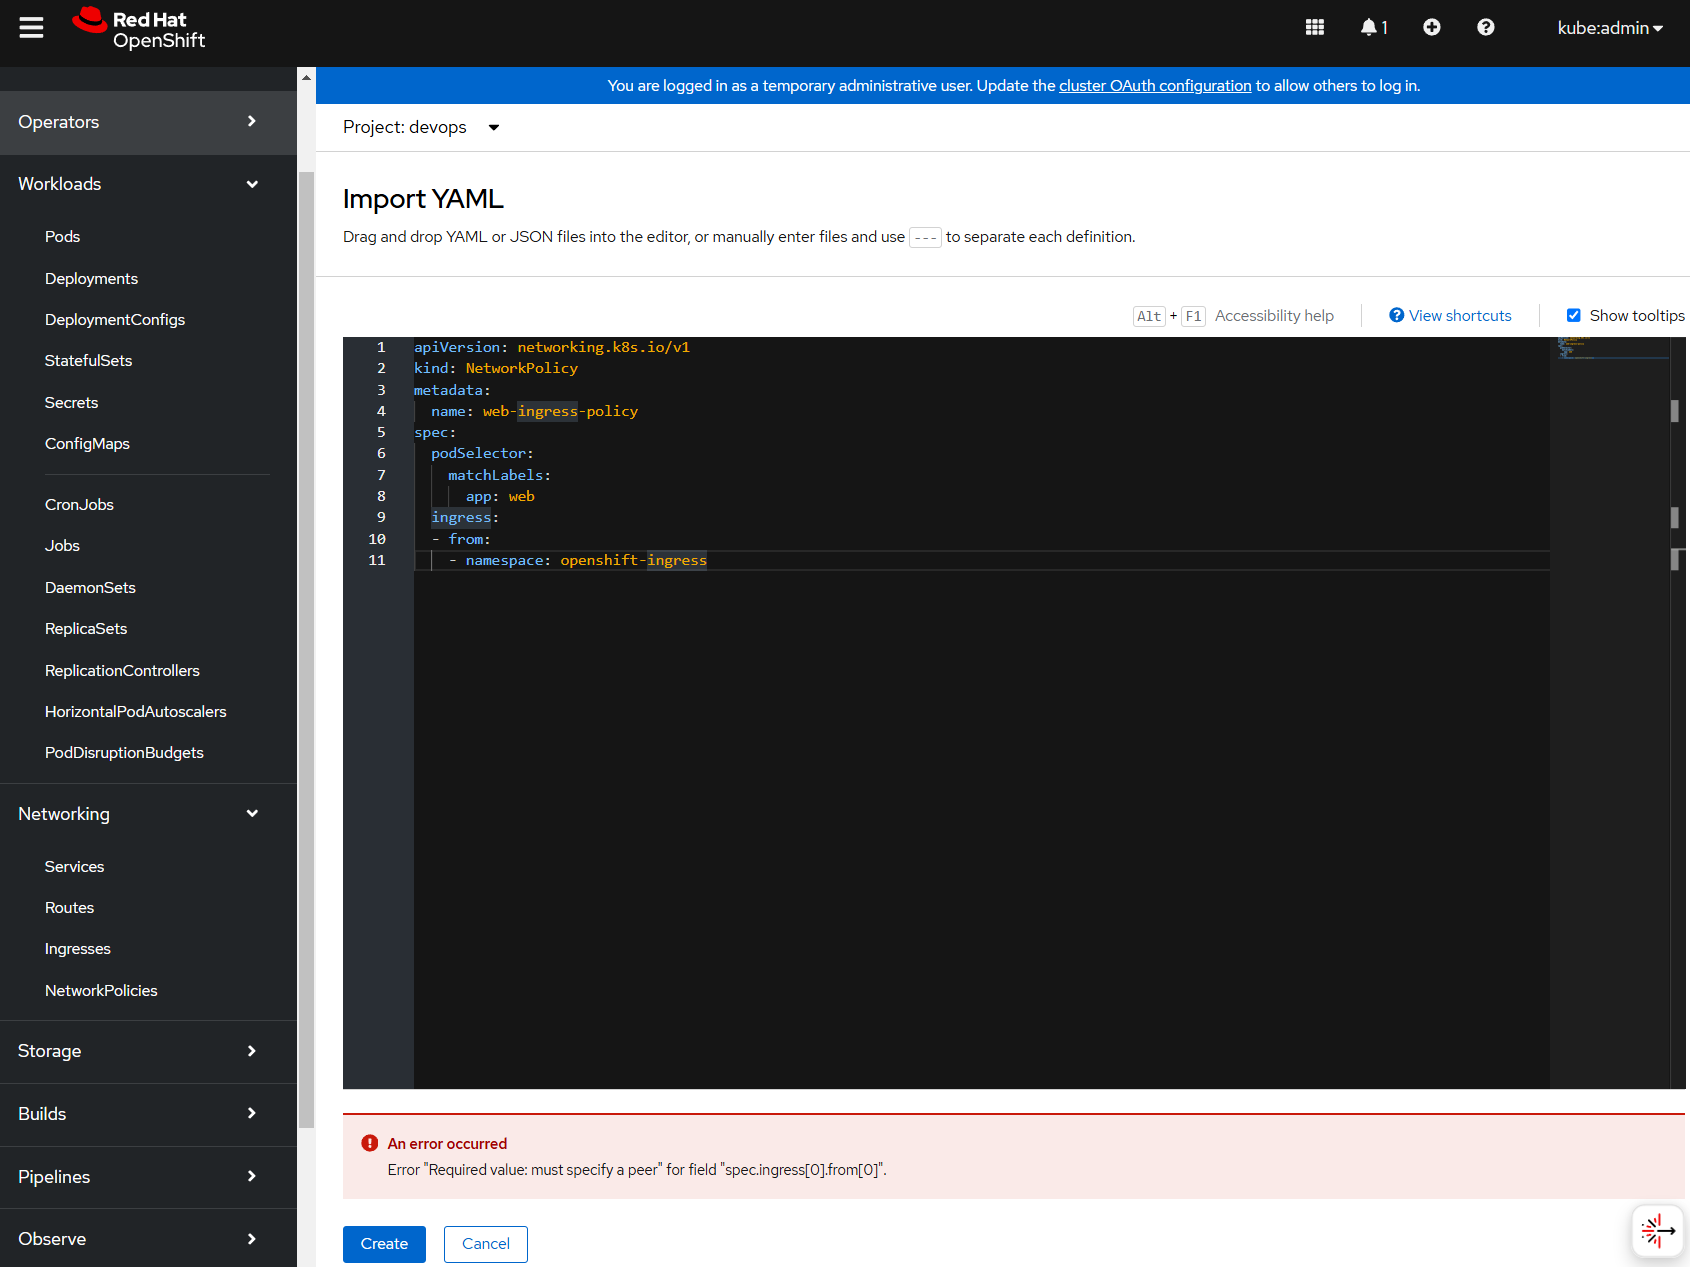 Red Hat
OpenShift
1
kube:admin
You are logged in as a temporary administrative user. Update the cluster OAuth configuration to allow others to log in.
Operators
Workloads
Pods
Deployments
DeploymentConfigs
StatefulSets
Secrets
ConfigMaps
CronJobs
Jobs
DaemonSets
ReplicaSets
ReplicationControllers
HorizontalPodAutoscalers
PodDisruptionBudgets
Networking
Services
Routes
Ingresses
NetworkPolicies
Storage
Builds
Pipelines
Observe
Project: devops
Import YAML
Drag and drop YAML or JSON files into the editor, or manually enter files and use --- to separate each definition.
Alt + F1 Accessibility help
View shortcuts
Show tooltips
1 apiVersion: networking.k8s.io/v1
2 kind: NetworkPolicy
3 metadata:
4 name: web-ingress-policy
5 spec:
6 podSelector:
7 matchLabels:
8 app: web
9 ingress:
10 - from:
11 - namespace: openshift-ingress
An error occurred
Error "Required value: must specify a peer" for field "spec.ingress[0].from[0]".
Create
Cancel